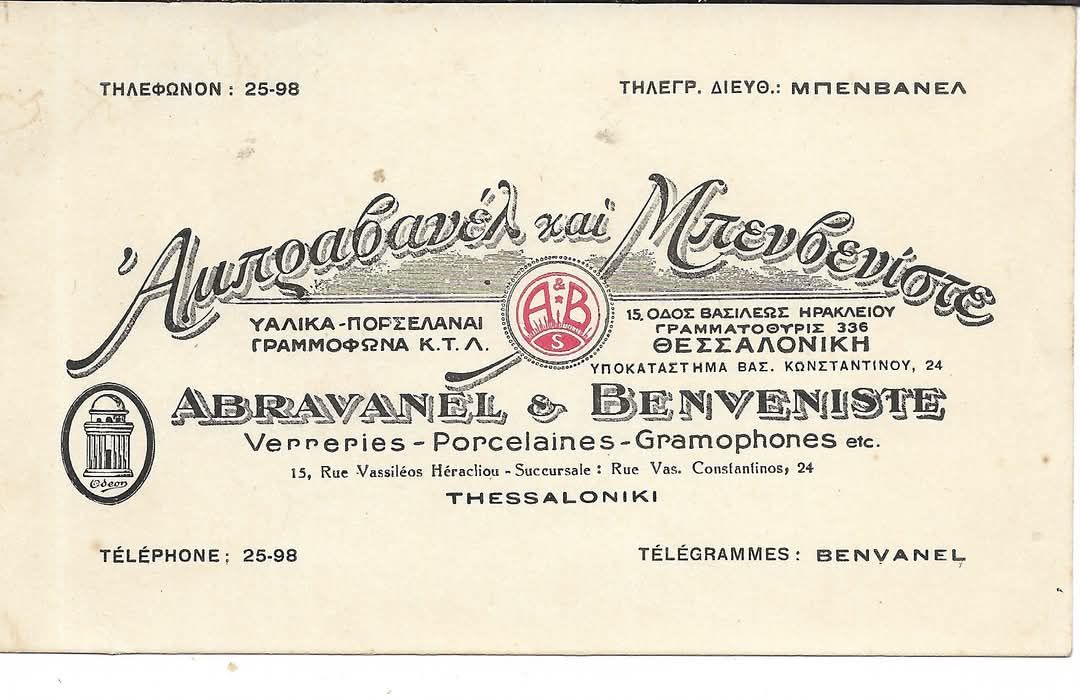 ΤΗΛΕΦΩΝΟΝ : 25-98
ΤΗΛΕΓΡ. ΔΙΕΥΘ.: ΜΠΕΝΒΑΝΕΛ
Ἀμπραβανέλ καὶ Μπενβενίστε
ΥΑΛΙΚΑ-ΠΟΡΣΕΛΑΝΑΙ
ΓΡΑΜΜΟΦΩΝΑ Κ.Τ.Λ.
A & B
S
15, ΟΔΟΣ ΒΑΣΙΛΕΩΣ ΗΡΑΚΛΕΙΟΥ
ΓΡΑΜΜΑΤΟΘΥΡΙΣ 336
ΘΕΣΣΑΛΟΝΙΚΗ
ΥΠΟΚΑΤΑΣΤΗΜΑ ΒΑΣ. ΚΩΝΣΤΑΝΤΙΝΟΥ, 24
ABRAVANEL & BENVENISTE
Verreries - Porcelaines - Gramophones etc.
15, Rue Vassiléos Héracliou - Succursale : Rue Vas. Constantinos, 24
THESSALONIKI
Odeon
TÉLÉPHONE: 25-98
TÉLÉGRAMMES: BENVANEL